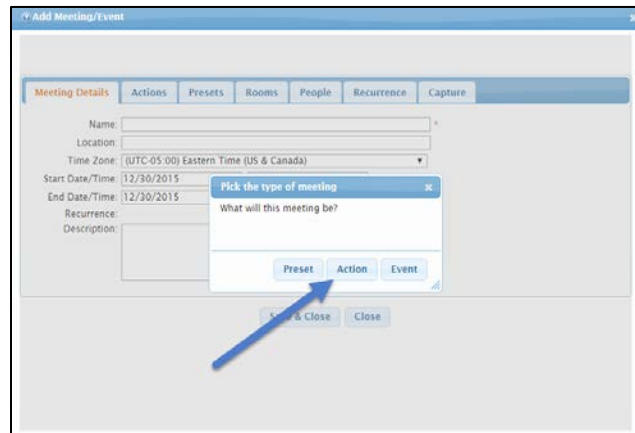 Add Meeting/Event
Meeting Details Actions Presets Rooms People Recurrence Capture
Name: *
Location:
Time Zone: (UTC-05:00) Eastern Time (US & Canada)
Start Date/Time: 12/30/2015
End Date/Time: 12/30/2015
Recurrence:
Description:
Pick the type of meeting x
What will this meeting be?
Preset Action Event
& Close Close